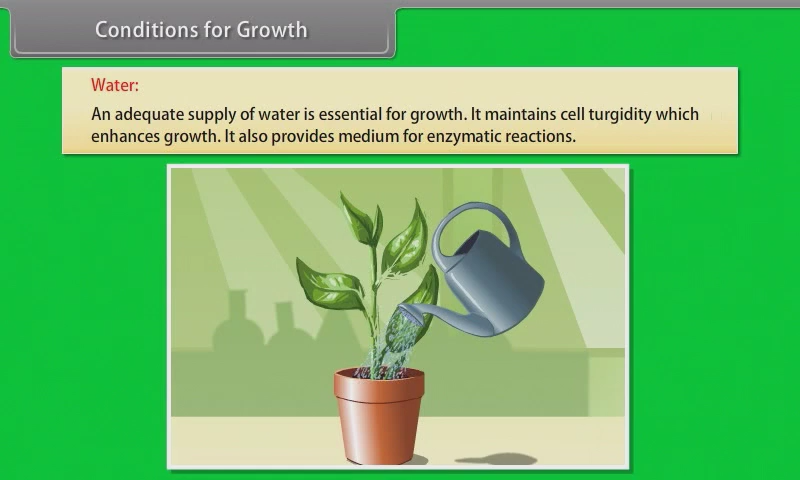 Conditions for Growth
Water:
An adequate supply of water is essential for growth. It maintains cell turgidity which
enhances growth. It also provides medium for enzymatic reactions.